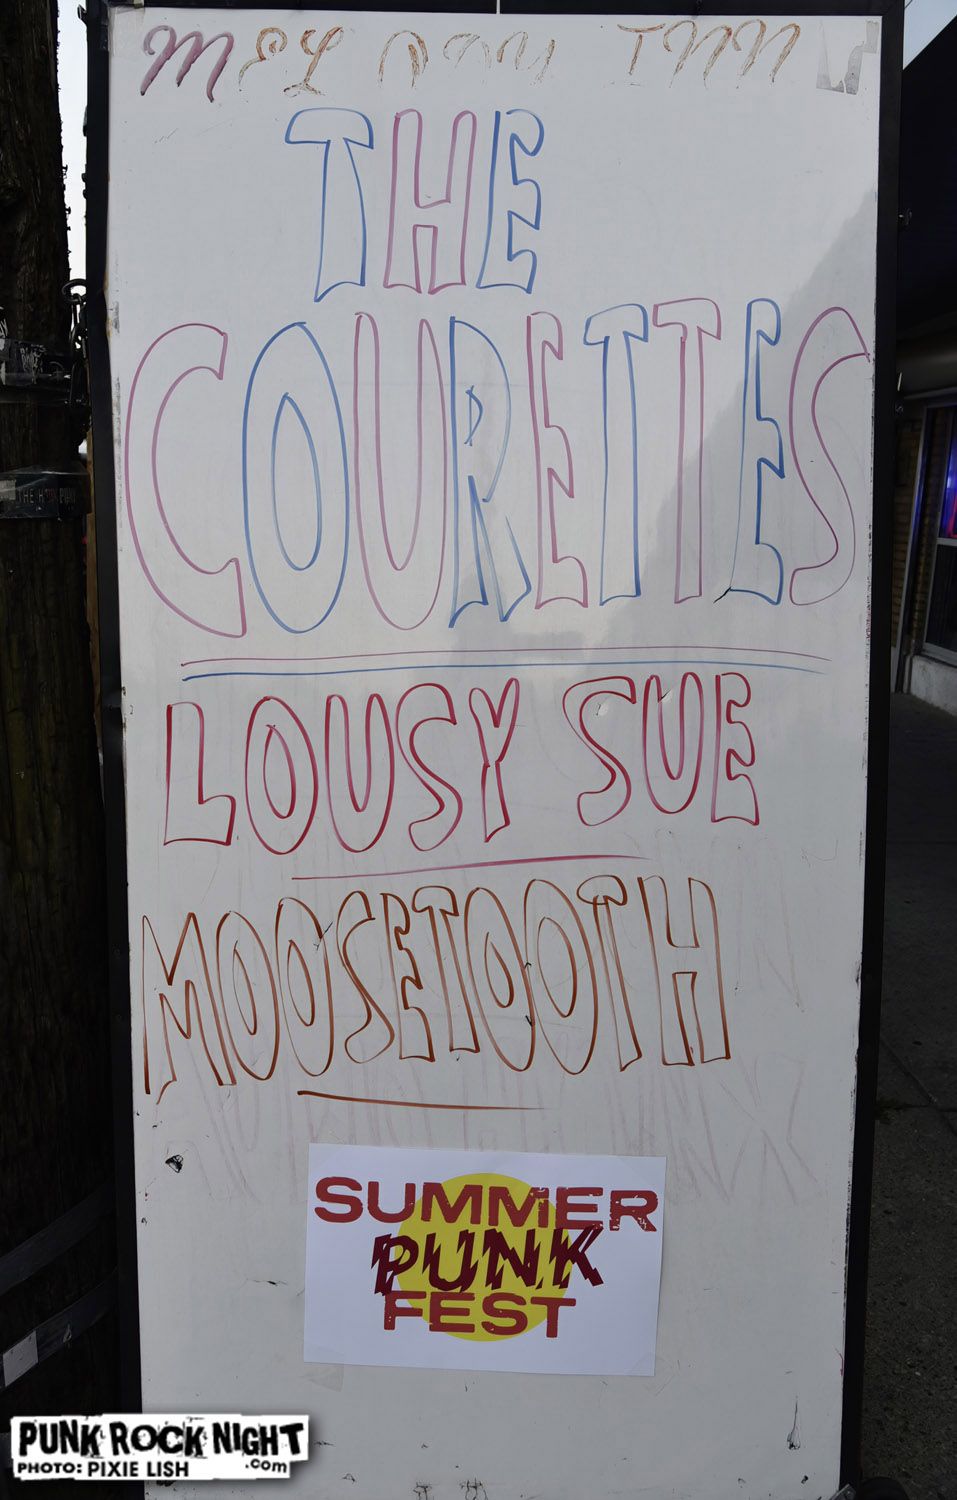 MELODY INN
THE
COURETTES
LOUSY SUE
MOOSETOOTH
SUMMER
PUNK
FEST
PUNK ROCK NIGHT
.com
PHOTO: PIXIE LISH